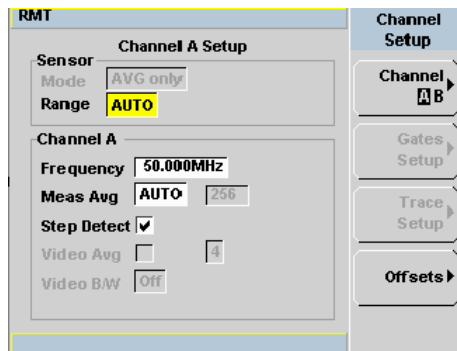 RMT
Channel A Setup
Sensor
Mode AVG only
Range AUTO
Channel A
Frequency 50.000MHz
Meas Avg AUTO 256
Step Detect
Video Avg 4
Video B/W Off
Channel
Setup
Channel
A B
Gates
Setup
Trace
Setup
Offsets